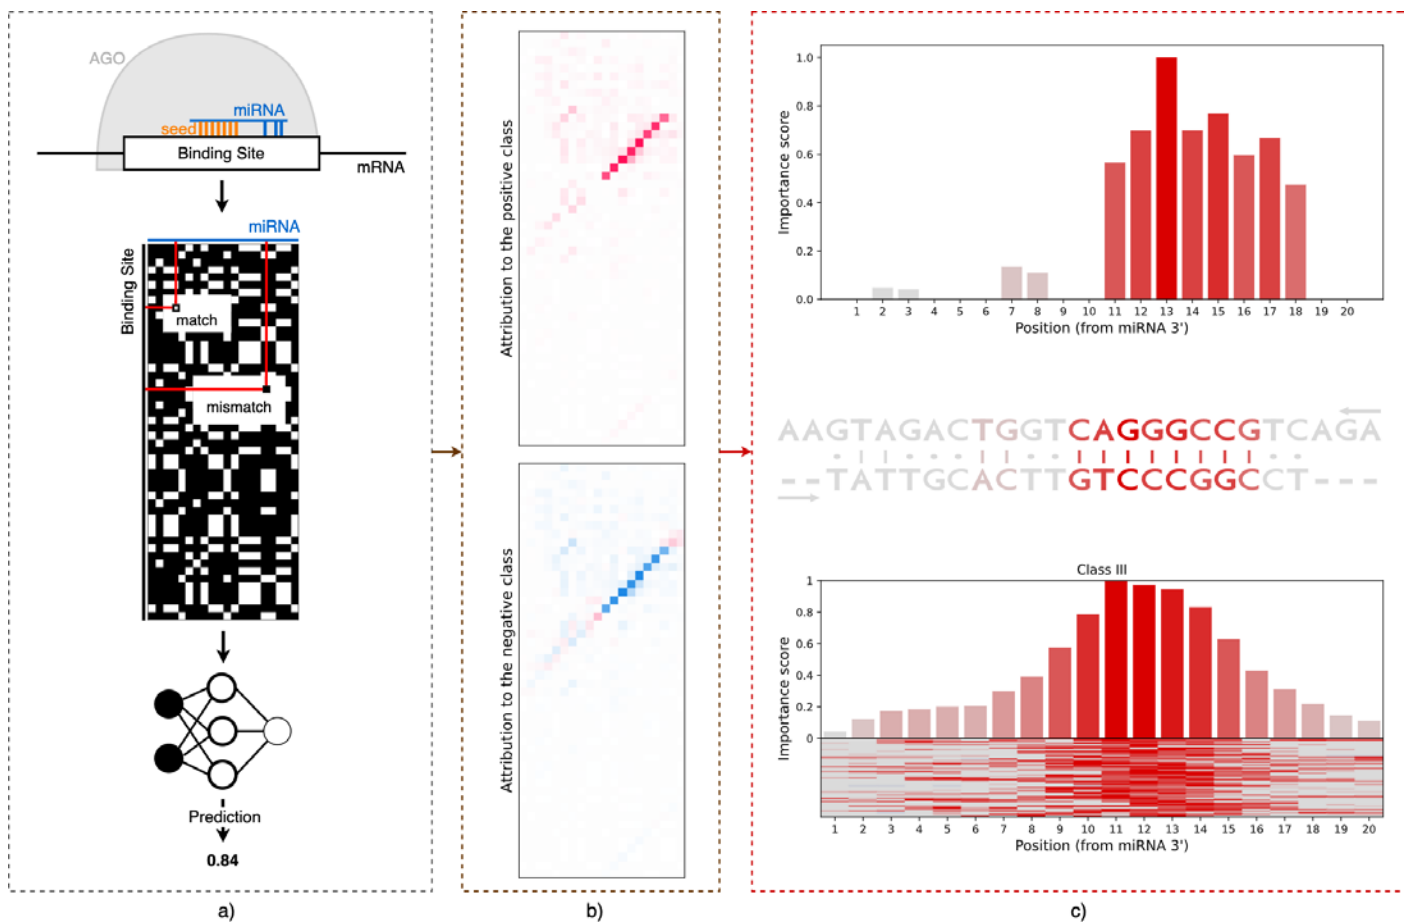 AGO
miRNA
seed
Binding Site
mRNA
miRNA
Binding Site
match
mismatch
Prediction
0.84
a)
Attribution to the positive class
Attribution to the negative class
b)
Importance score
1.0
0.8
0.6
0.4
0.2
0.0
1 2 3 4 5 6 7 8 9 10 11 12 13 14 15 16 17 18 19 20
Position (from miRNA 3')
AAGTAGACTGGTCAGGGCCGTCAGA
--TATTGCACTTGTCCCGGCCT---
Class III
Importance score
1
0.8
0.6
0.4
0.2
0
1 2 3 4 5 6 7 8 9 10 11 12 13 14 15 16 17 18 19 20
Position (from miRNA 3')
c)